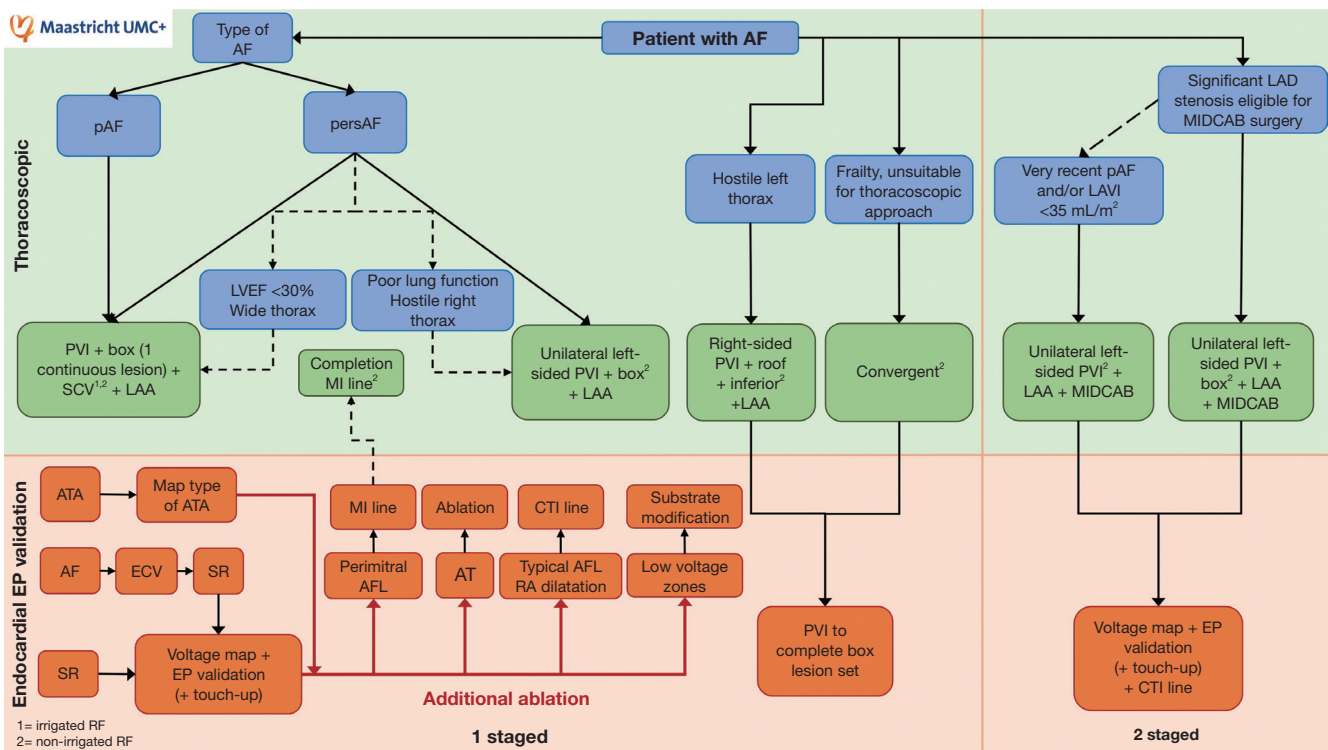 Maastricht UMC+
Type of
AF
Patient with AF
pAF
persAF
Significant LAD
stenosis eligible for
MIDCAB surgery
Hostile left
thorax
Frailty, unsuitable
for thoracoscopic
approach
Very recent pAF
and/or LAVI
<35 mL/m²
Thoracoscopic
LVEF <30%
Wide thorax
Poor lung function
Hostile right
thorax
PVI + box (1
continuous lesion) +
SCV¹,² + LAA
Completion
MI line²
Unilateral left-
sided PVI + box²
+ LAA
Right-sided
PVI + roof
+ inferior²
+LAA
Convergent²
Unilateral left-
sided PVI² +
LAA + MIDCAB
Unilateral left-
sided PVI +
box² + LAA
+ MIDCAB
Endocardial EP validation
ATA
Map type
of ATA
MI line
Ablation
CTI line
Substrate
modification
AF
ECV
SR
Perimitral
AFL
AT
Typical AFL
RA dilatation
Low voltage
zones
SR
Voltage map +
EP validation
(+ touch-up)
PVI to
complete box
lesion set
Voltage map + EP
validation
(+ touch-up)
+ CTI line
Additional ablation
1= irrigated RF
2= non-irrigated RF
1 staged
2 staged